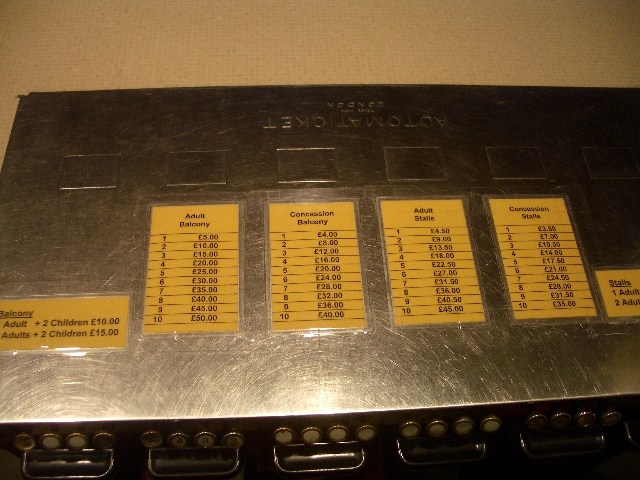 AUTOMATICKET
LONDON
Adult
Balcony
1 £5.00
2 £10.00
3 £15.00
4 £20.00
5 £25.00
6 £30.00
7 £35.00
8 £40.00
9 £45.00
10 £50.00
Concession
Balcony
1 £4.00
2 £8.00
3 £12.00
4 £16.00
5 £20.00
6 £24.00
7 £28.00
8 £32.00
9 £36.00
10 £40.00
Adult
Stalls
1 £4.50
2 £9.00
3 £13.50
4 £18.00
5 £22.50
6 £27.00
7 £31.50
8 £36.00
9 £40.50
10 £45.00
Concession
Stalls
1 £3.50
2 £7.00
3 £10.50
4 £14.00
5 £17.50
6 £21.00
7 £24.50
8 £28.00
9 £31.50
10 £35.00
Balcony
Adult + 2 Children £10.00
Adults + 2 Children £15.00
Stalls
1 Adult
2 Adu